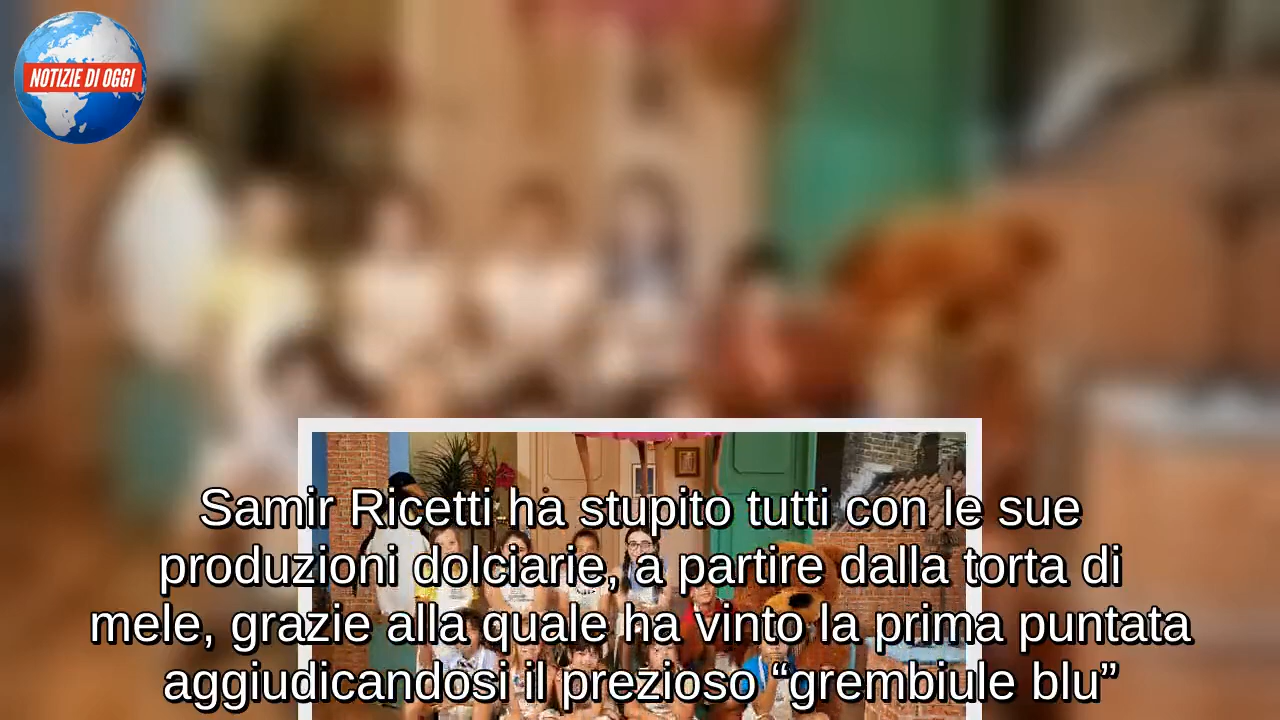 NOTIZIE DI OGGI
Samir Ricetti ha stupito tutti con le sue
produzioni dolciarie, a partire dalla torta di
mele, grazie alla quale ha vinto la prima puntata
aggiudicandosi il prezioso “grembiule blu”